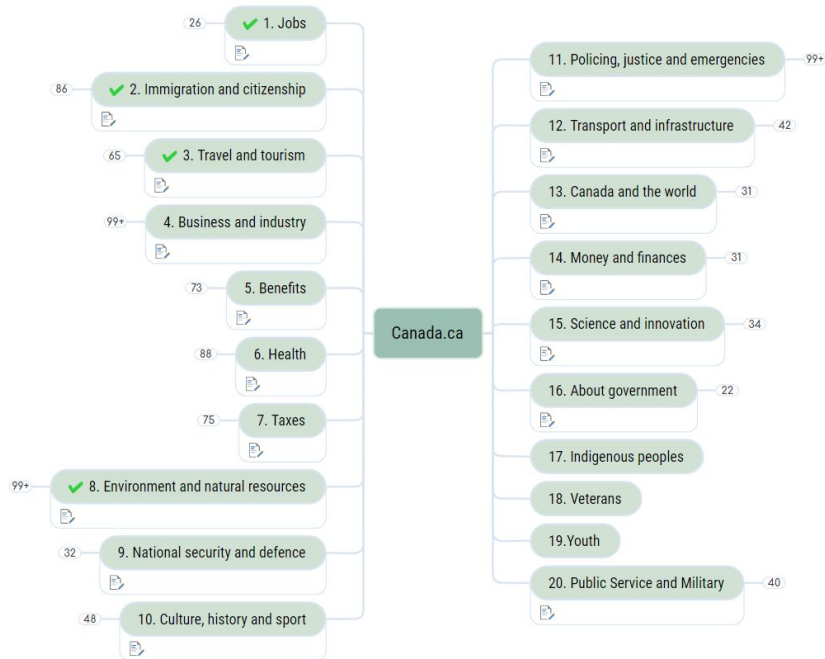 26
1. Jobs
86
2. Immigration and citizenship
65
3. Travel and tourism
99+
4. Business and industry
73
5. Benefits
88
6. Health
75
7. Taxes
99+
8. Environment and natural resources
32
9. National security and defence
48
10. Culture, history and sport
Canada.ca
11. Policing, justice and emergencies
99+
12. Transport and infrastructure
42
13. Canada and the world
31
14. Money and finances
31
15. Science and innovation
34
16. About government
22
17. Indigenous peoples
18. Veterans
19.Youth
20. Public Service and Military
40